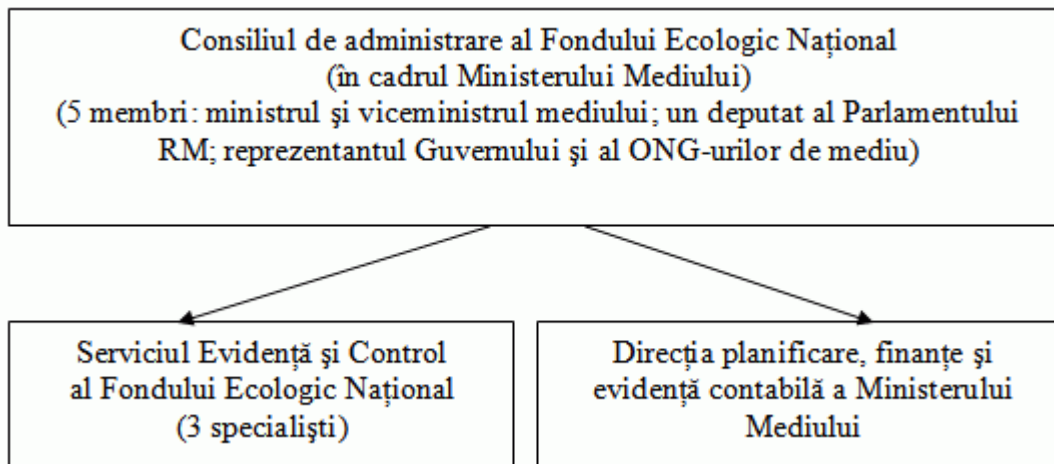 Consiliul de administrare al Fondului Ecologic Național
(în cadrul Ministerului Mediului)
(5 membri: ministrul şi viceministrul mediului; un deputat al Parlamentului
RM; reprezentantul Guvernului şi al ONG-urilor de mediu)
Serviciul Evidență şi Control
al Fondului Ecologic Național
(3 specialişti)
Direcția planificare, finanțe şi
evidență contabilă a Ministerului
Mediului